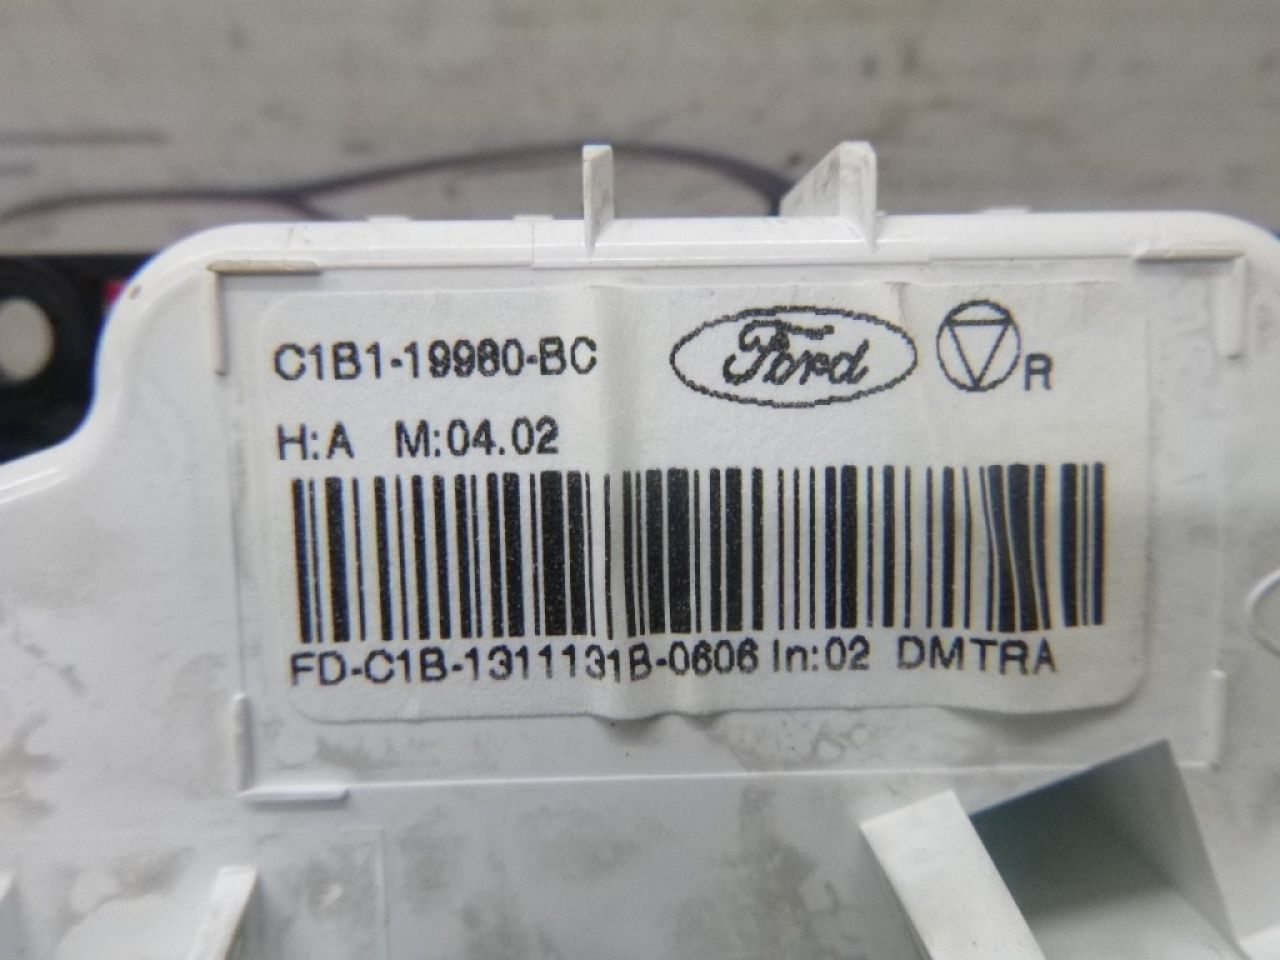 C1B1-19980-BC Ford R
H:A M:04.02
FD-C1B-1311131B-0606 In:02 DMTRA